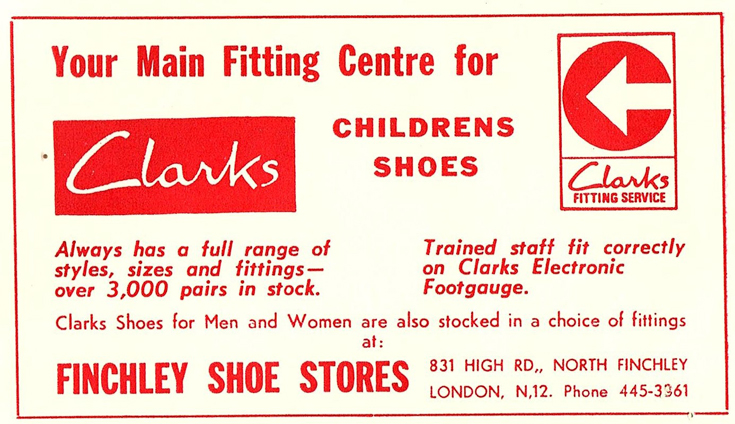 Your Main Fitting Centre for
Clarks
CHILDRENS
SHOES
Clarks
FITTING SERVICE
Always has a full range of
styles, sizes and fittings—
over 3,000 pairs in stock.
Trained staff fit correctly
on Clarks Electronic
Footgauge.
Clarks Shoes for Men and Women are also stocked in a choice of fittings
at:
FINCHLEY SHOE STORES
831 HIGH RD,, NORTH FINCHLEY
LONDON, N,12. Phone 445-3361